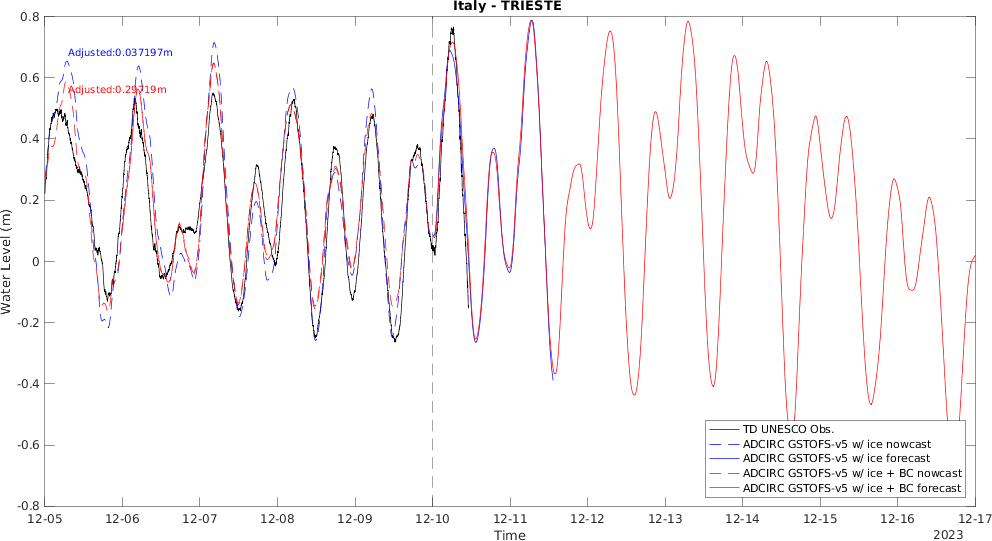 Italy - TRIESTE
0.8
0.6
0.4
0.2
0
-0.2
-0.4
-0.6
-0.8
Water Level (m)
Adjusted:0.037197m
Adjusted:0.29719m
TD UNESCO Obs.
ADCIRC GSTOFS-v5 w/ ice nowcast
ADCIRC GSTOFS-v5 w/ ice forecast
ADCIRC GSTOFS-v5 w/ ice + BC nowcast
ADCIRC GSTOFS-v5 w/ ice + BC forecast
12-05 12-06 12-07 12-08 12-09 12-10 12-11 12-12 12-13 12-14 12-15 12-16 12-17
Time
2023